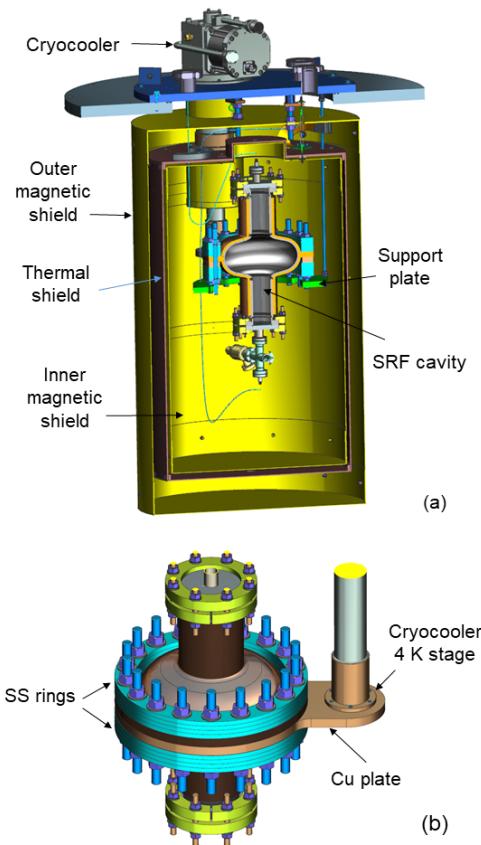 Cryocooler
Outer
magnetic
shield
Thermal
shield
Support
plate
SRF cavity
Inner
magnetic
shield
(a)
Cryocooler
4 K stage
SS rings
Cu plate
(b)